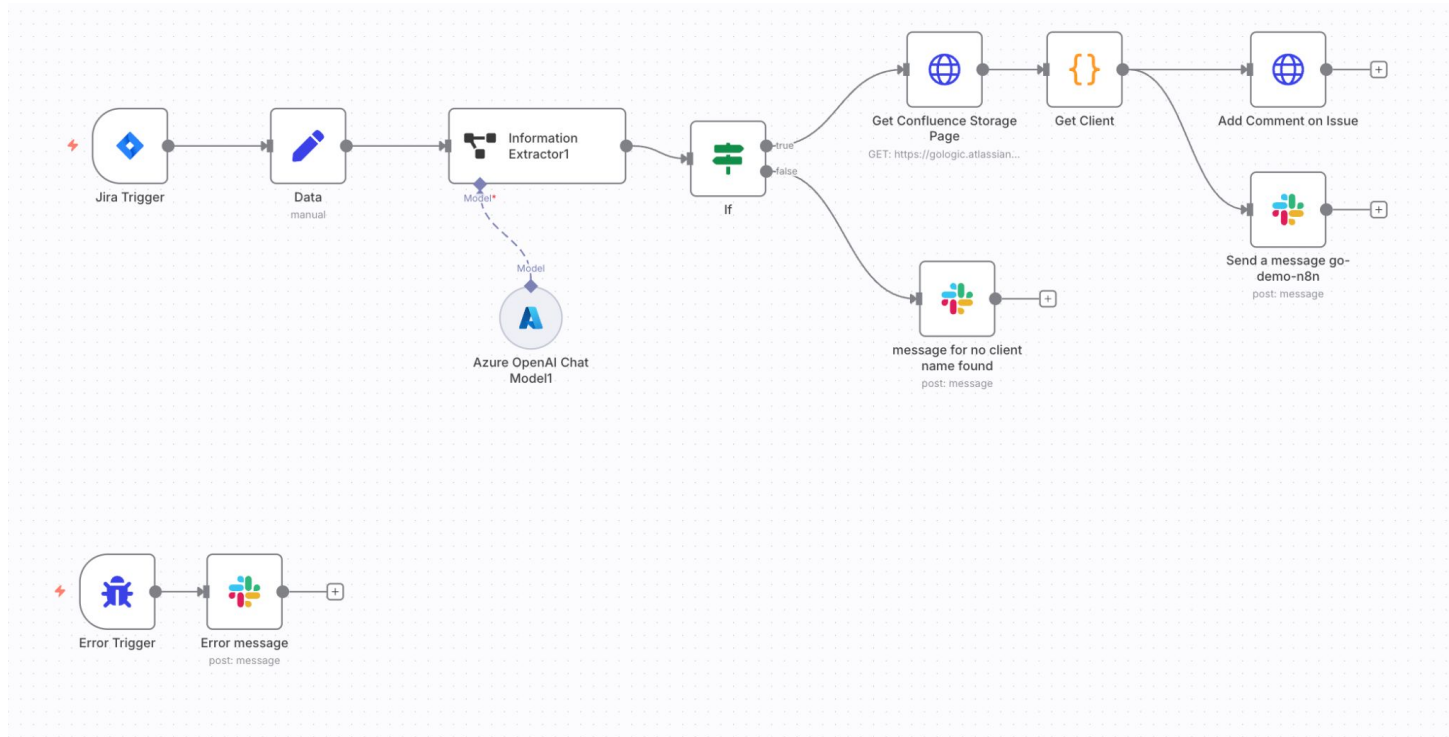 Jira Trigger
Data
manual
Information
Extractor1
Model*
Model
Azure OpenAI Chat
Model1
If
true
false
Get Confluence Storage
Page
GET: https://gologic.atlassian...
Get Client
Add Comment on Issue
Send a message go-
demo-n8n
post: message
message for no client
name found
post: message
Error Trigger
Error message
post: message